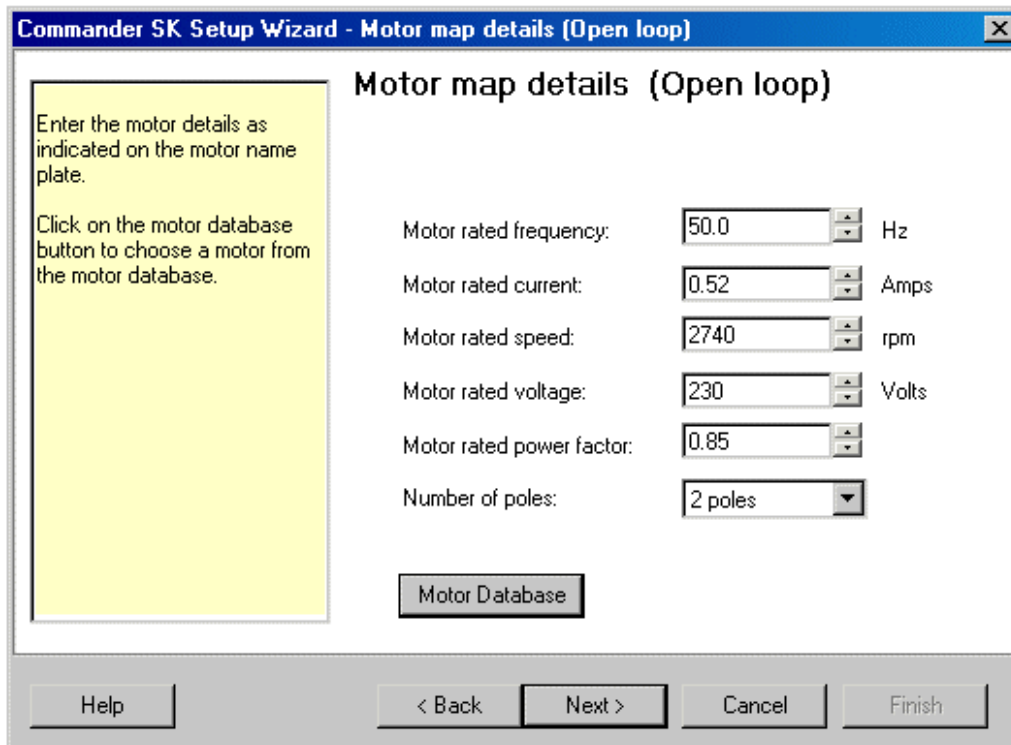 Commander SK Setup Wizard - Motor map details (Open loop)
Motor map details (Open loop)
Enter the motor details as
indicated on the motor name
plate.
Click on the motor database
button to choose a motor from
the motor database.
Motor rated frequency: 50.0 Hz
Motor rated current: 0.52 Amps
Motor rated speed: 2740 rpm
Motor rated voltage: 230 Volts
Motor rated power factor: 0.85
Number of poles: 2 poles
Motor Database
Help < Back Next > Cancel Finish